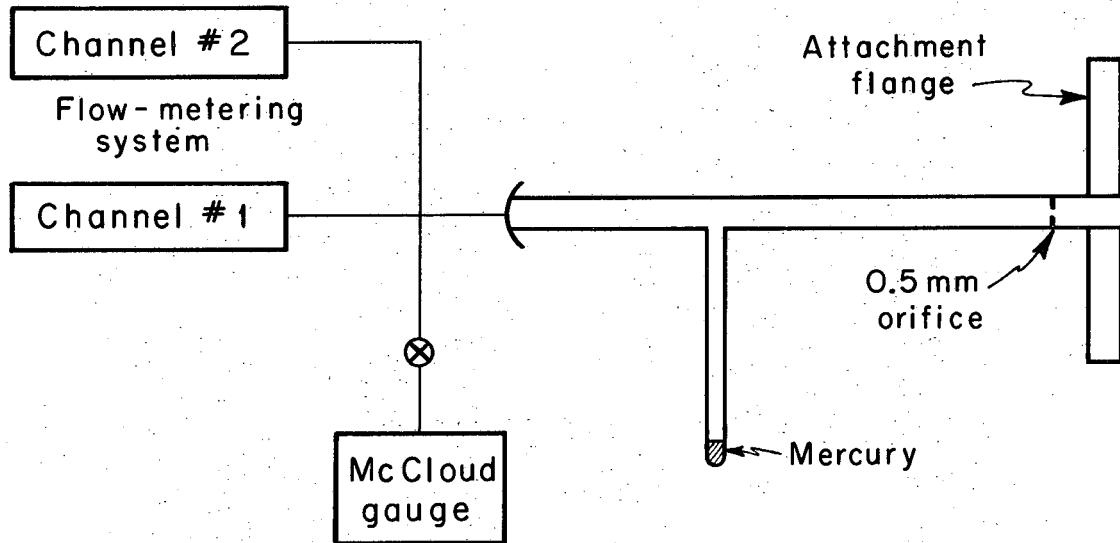 Channel #2
Flow-metering
system
Channel #1
McCloud
gauge
Attachment
flange
0.5 mm
orifice
Mercury